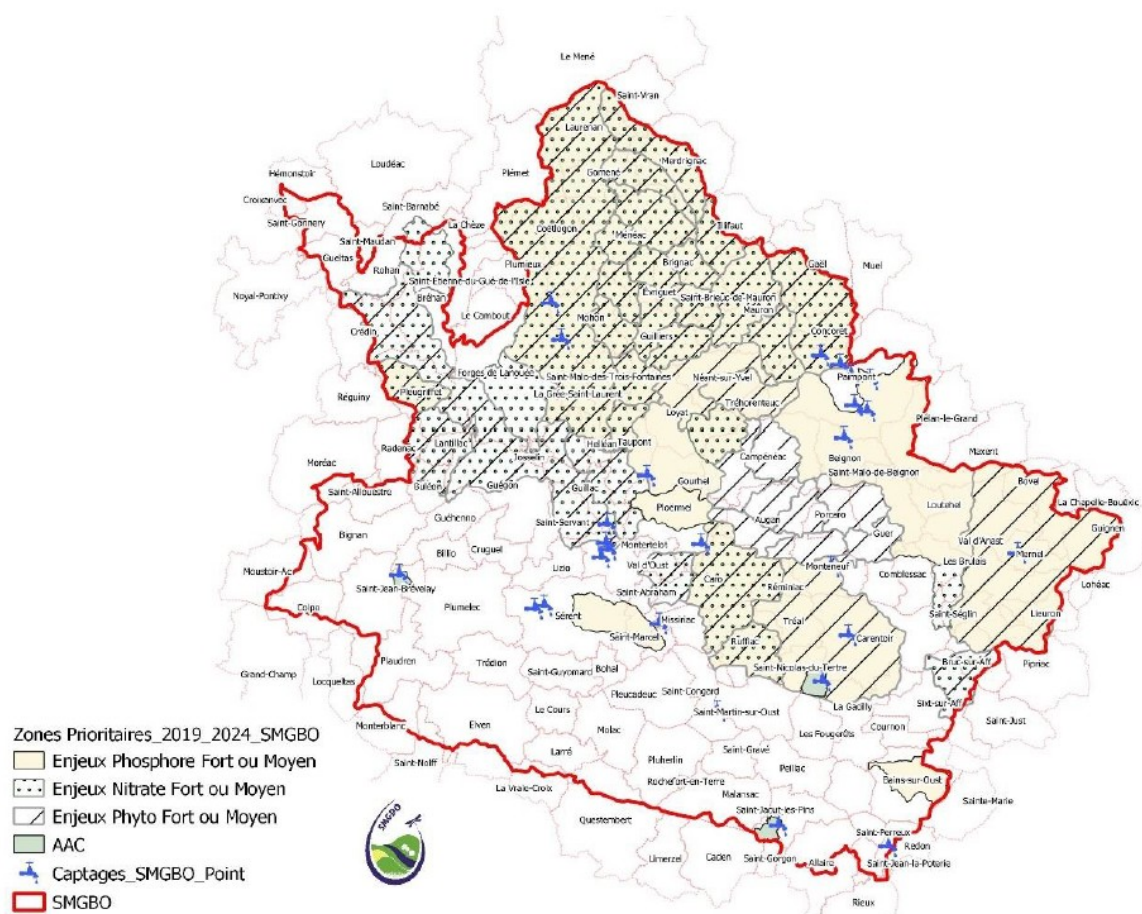 Le Mené
Saint-Vran
Laurenan
Merdrignac
Loudéac
Plémet
Gomené
Hémonstoir
Croixanvec
Saint-Barnabé
La Chèze
Saint-Gonnery
Saint-Maudan
Coëtlogon
Ménéac
Illifaut
Gueltas
Rohan
Plumieux
Brignac
Gaël
Muel
Saint-Etienne-du-Gué-de-l'Isle
Noyal-Pontivy
Bréhan
Evriguet
Saint-Brieuc-de-Mauron
Le Cambout
Mohon
Mauron
Crédin
Guilliers
Concoret
Forges de Lanouée
Saint-Malo-des-Trois-Fontaines
Néant-sur-Yvel
Paimpont
Réguiny
Pleugriffet
La Grée-Saint-Laurent
Tréhorenteuc
Loyat
Plélan-le-Grand
Radenac
Lantillac
Helléan
Taupont
Josselin
Campénéac
Beignon
Maxent
Moréac
Saint-Malo-de-Beignon
Buléon
Guégon
Guillac
Gourhel
Bovel
Saint-Allouestre
La Chapelle-Bouëxic
Ploërmel
Loutehel
Guéhenno
Saint-Servant
Augan
Porcaro
Guignen
Bignan
Guer
Val d'Anast
Billio
Cruguel
Montertelot
Mernel
Moustoir-Ac
Lizio
Val d'Oust
Monteneuf
Les Brulais
Saint-Jean-Brévelay
Caro
Réminiac
Comblessac
Lohéac
Saint-Abraham
Colpo
Plumelec
Sérent
Saint-Séglin
Lieuron
Missiriac
Tréal
Saint-Marcel
Ruffiac
Carentoir
Plaudren
Trédion
Saint-Guyomard
Bohal
Saint-Nicolas-du-Tertre
Bruc-sur-Aff
Pipriac
Grand-Champ
Locqueltas
Pleucadeuc
Saint-Congard
Sixt-sur-Aff
Le Cours
Saint-Martin-sur-Oust
La Gacilly
Monterblanc
Elven
Molac
Les Fougerêts
Cournon
Saint-Just
Zones Prioritaires_2019_2024_SMGBO
Larré
Saint-Gravé
Enjeux Phosphore Fort ou Moyen
Saint-Nolff
Pluherlin
Peillac
Rochefort-en-Terre
Bains-sur-Oust
Enjeux Nitrate Fort ou Moyen
La Vraie-Croix
Malansac
Sainte-Marie
Enjeux Phyto Fort ou Moyen
Questembert
Saint-Jacut-les-Pins
SMGBO
AAC
Saint-Perreux
Redon
Captages_SMGBO_Point
Limerzel
Caden
Saint-Gorgon
Allaire
Saint-Jean-la-Poterie
SMGBO
Rieux